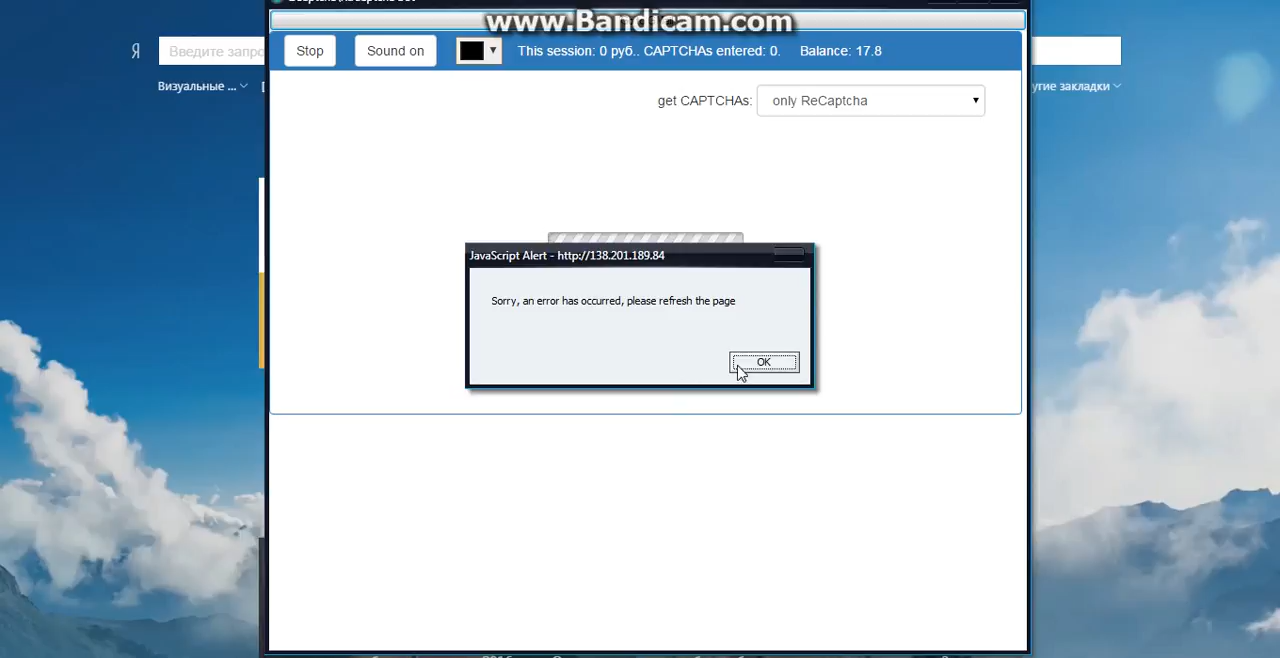 www.Bandicam.com
Я
Введите запро
Stop
Sound on
This session: 0 руб.. CAPTCHAs entered: 0.
Balance: 17.8
Визуальные ...
гие закладки
get CAPTCHAs:
only ReCaptcha
JavaScript Alert - http://138.201.189.84
Sorry, an error has occurred, please refresh the page
OK